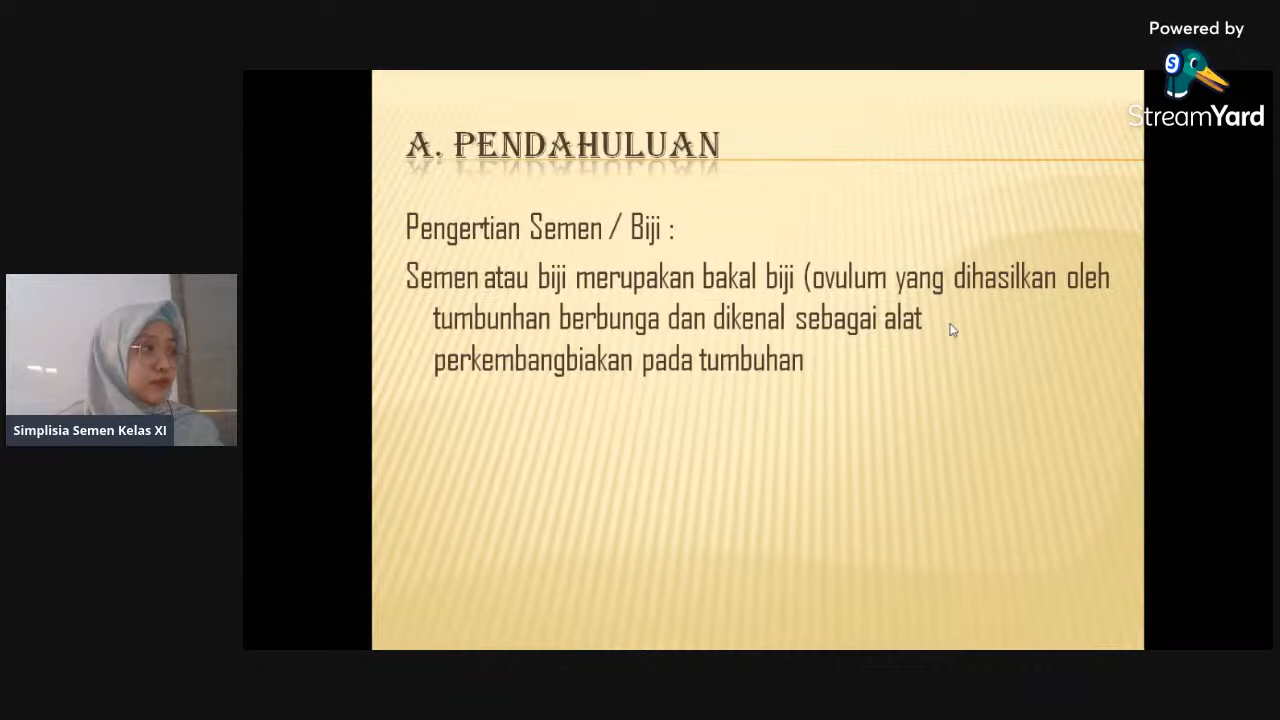 Powered by
StreamYard
A. PENDAHULUAN
Pengertian Semen / Biji :
Semen atau biji merupakan bakal biji (ovulum yang dihasilkan oleh
tumbunhan berbunga dan dikenal sebagai alat
perkembangbiakan pada tumbuhan
Simplisia Semen Kelas XI